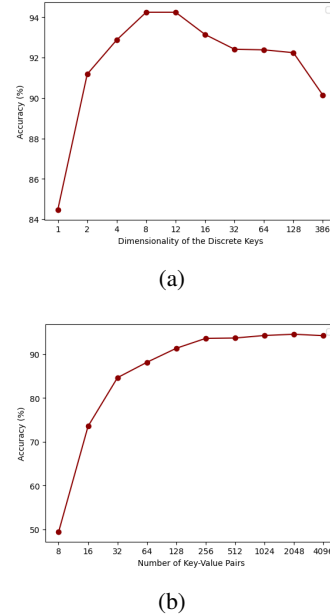 94
92
90
88
86
84
Accuracy (%)
1 2 4 8 12 16 32 64 128 386
Dimensionality of the Discrete Keys
(a)
90
80
70
60
50
Accuracy (%)
8 16 32 64 128 256 512 1024 2048 4096
Number of Key-Value Pairs
(b)